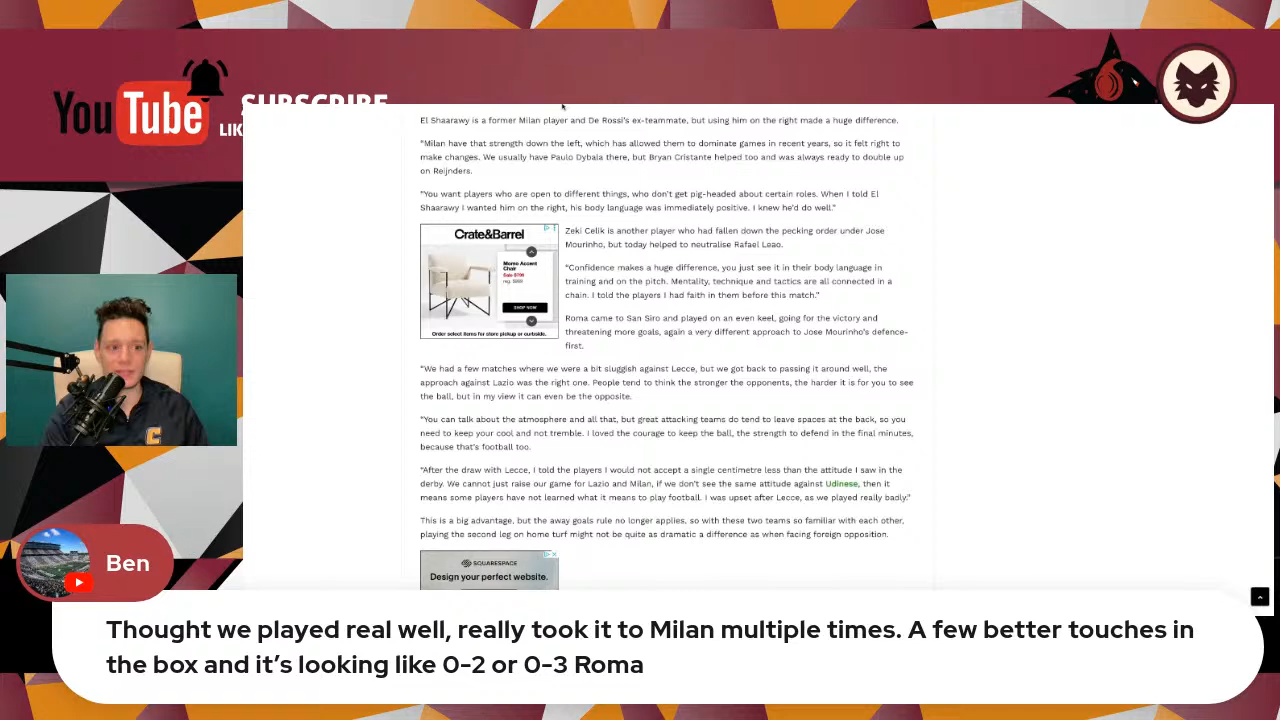 YouTube
SUBSCRIBE
LIK
El Shaarawy is a former Milan player and De Rossi's ex-teammate, but using him on the right made a huge difference.
“Milan have that strength down the left, which has allowed them to dominate games in recent years, so it felt right to
make changes. We usually have Paulo Dybala there, but Bryan Cristante helped too and was always ready to double up
on Reijnders.
“You want players who are open to different things, who don't get pig-headed about certain roles. When I told El
Shaarawy I wanted him on the right, his body language was immediately positive. I knew he'd do well.”
Crate&Barrel
Momo Accent
Chair
SHOP NOW
Order select items for store pickup or curbside.
Zeki Celik is another player who had fallen down the pecking order under Jose
Mourinho, but today helped to neutralise Rafael Leao.
“Confidence makes a huge difference, you just see it in their body language in
training and on the pitch. Mentality, technique and tactics are all connected in a
chain. I told the players I had faith in them before this match.”
Roma came to San Siro and played on an even keel, going for the victory and
threatening more goals, again a very different approach to Jose Mourinho's defence-
first.
“We had a few matches where we were a bit sluggish against Lecce, but we got back to passing it around well, the
approach against Lazio was the right one. People tend to think the stronger the opponents, the harder it is for you to see
the ball, but in my view it can even be the opposite.
“You can talk about the atmosphere and all that, but great attacking teams do tend to leave spaces at the back, so you
need to keep your cool and not tremble. I loved the courage to keep the ball, the strength to defend in the final minutes,
because that's football too.
“After the draw with Lecce, I told the players I would not accept a single centimetre less than the attitude I saw in the
derby. We cannot just raise our game for Lazio and Milan, if we don't see the same attitude against Udinese, then it
means some players have not learned what it means to play football. I was upset after Lecce, as we played really badly.”
This is a big advantage, but the away goals rule no longer applies, so with these two teams so familiar with each other,
playing the second leg on home turf might not be quite as dramatic a difference as when facing foreign opposition.
SQUARESPACE
Design your perfect website.
C
Ben
Thought we played real well, really took it to Milan multiple times. A few better touches in
the box and it's looking like 0-2 or 0-3 Roma